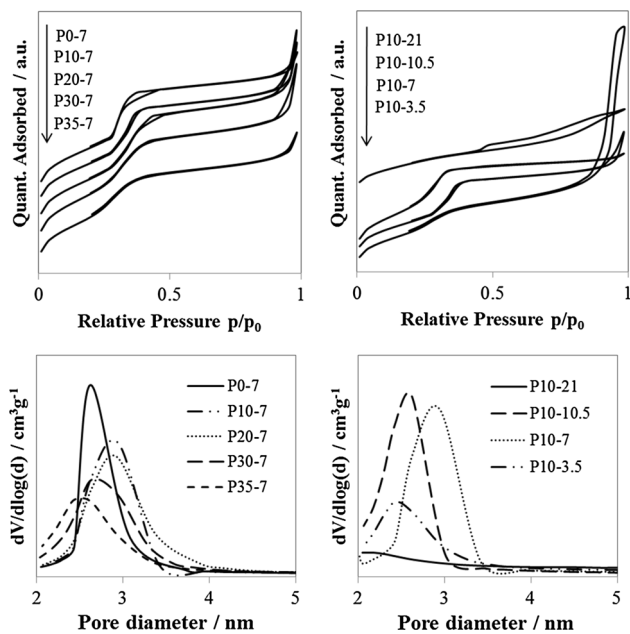 P0-7
P10-7
P20-7
P30-7
P35-7
Quant. Adsorbed / a.u.
0
0.5
1
Relative Pressure p/p₀
P10-21
P10-10.5
P10-7
P10-3.5
Quant. Adsorbed / a.u.
0
0.5
1
Relative Pressure p/p₀
P0-7
P10-7
P20-7
P30-7
P35-7
dV/dlog(d) / cm³g⁻¹
2
3
4
5
Pore diameter / nm
P10-21
P10-10.5
P10-7
P10-3.5
dV/dlog(d) / cm³g⁻¹
2
3
4
5
Pore diameter / nm